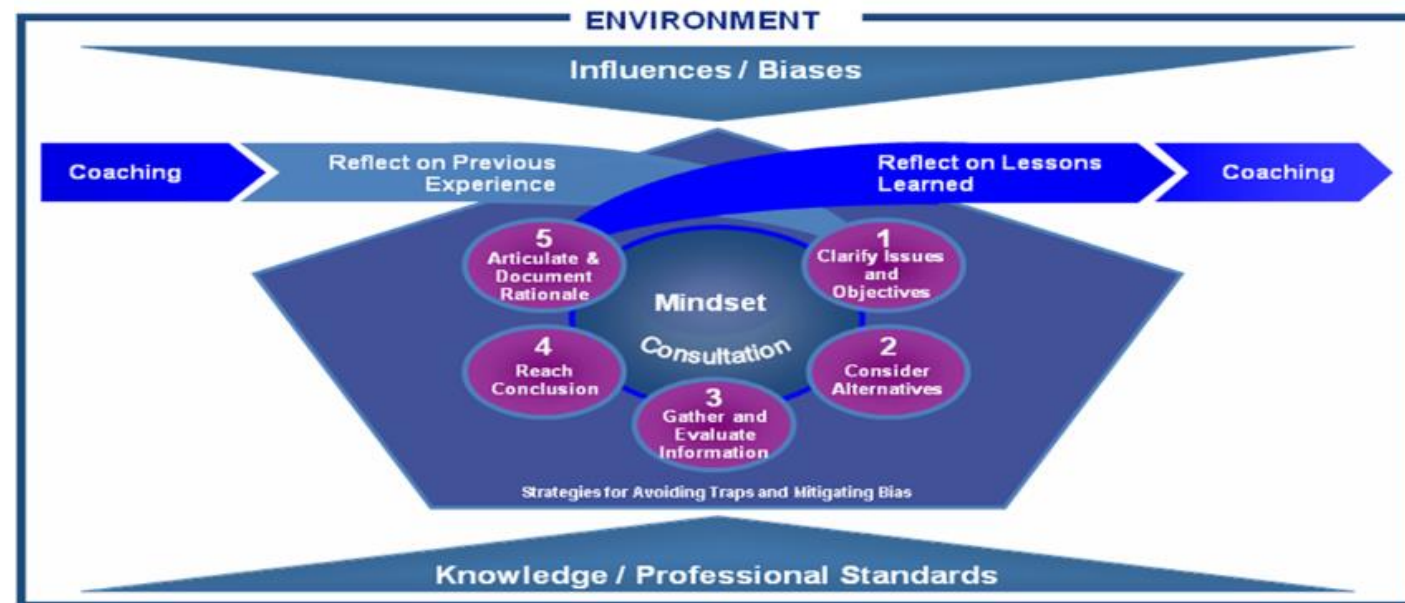 ENVIRONMENT
Influences / Biases
Coaching
Reflect on Previous
Experience
Reflect on Lessons
Learned
Coaching
5
Articulate &
Document
Rationale
1
Clarify Issues
and
Objectives
Mindset
Consultation
4
Reach
Conclusion
2
Consider
Alternatives
3
Gather and
Evaluate
Information
Strategies for Avoiding Traps and Mitigating Bias
Knowledge / Professional Standards